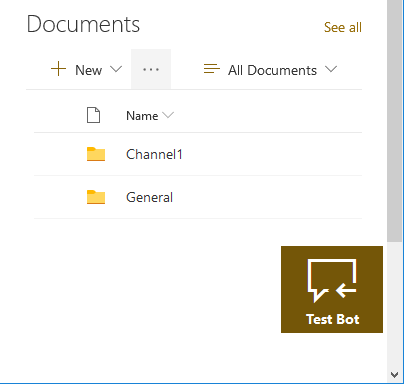 Documents
See all
New
All Documents
Name
Channel1
General
Test Bot